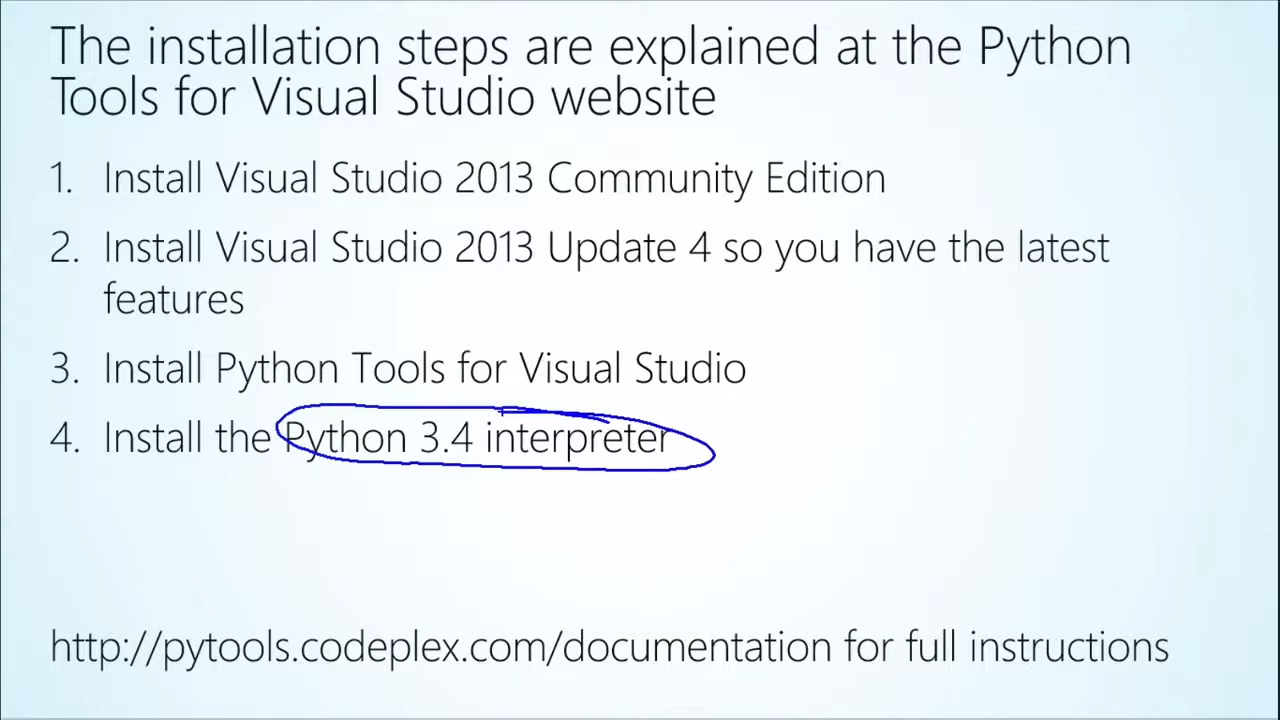 The installation steps are explained at the Python
Tools for Visual Studio website
1. Install Visual Studio 2013 Community Edition
2. Install Visual Studio 2013 Update 4 so you have the latest
features
3. Install Python Tools for Visual Studio
4. Install the Python 3.4 interpreter
http://pytools.codeplex.com/documentation for full instructions